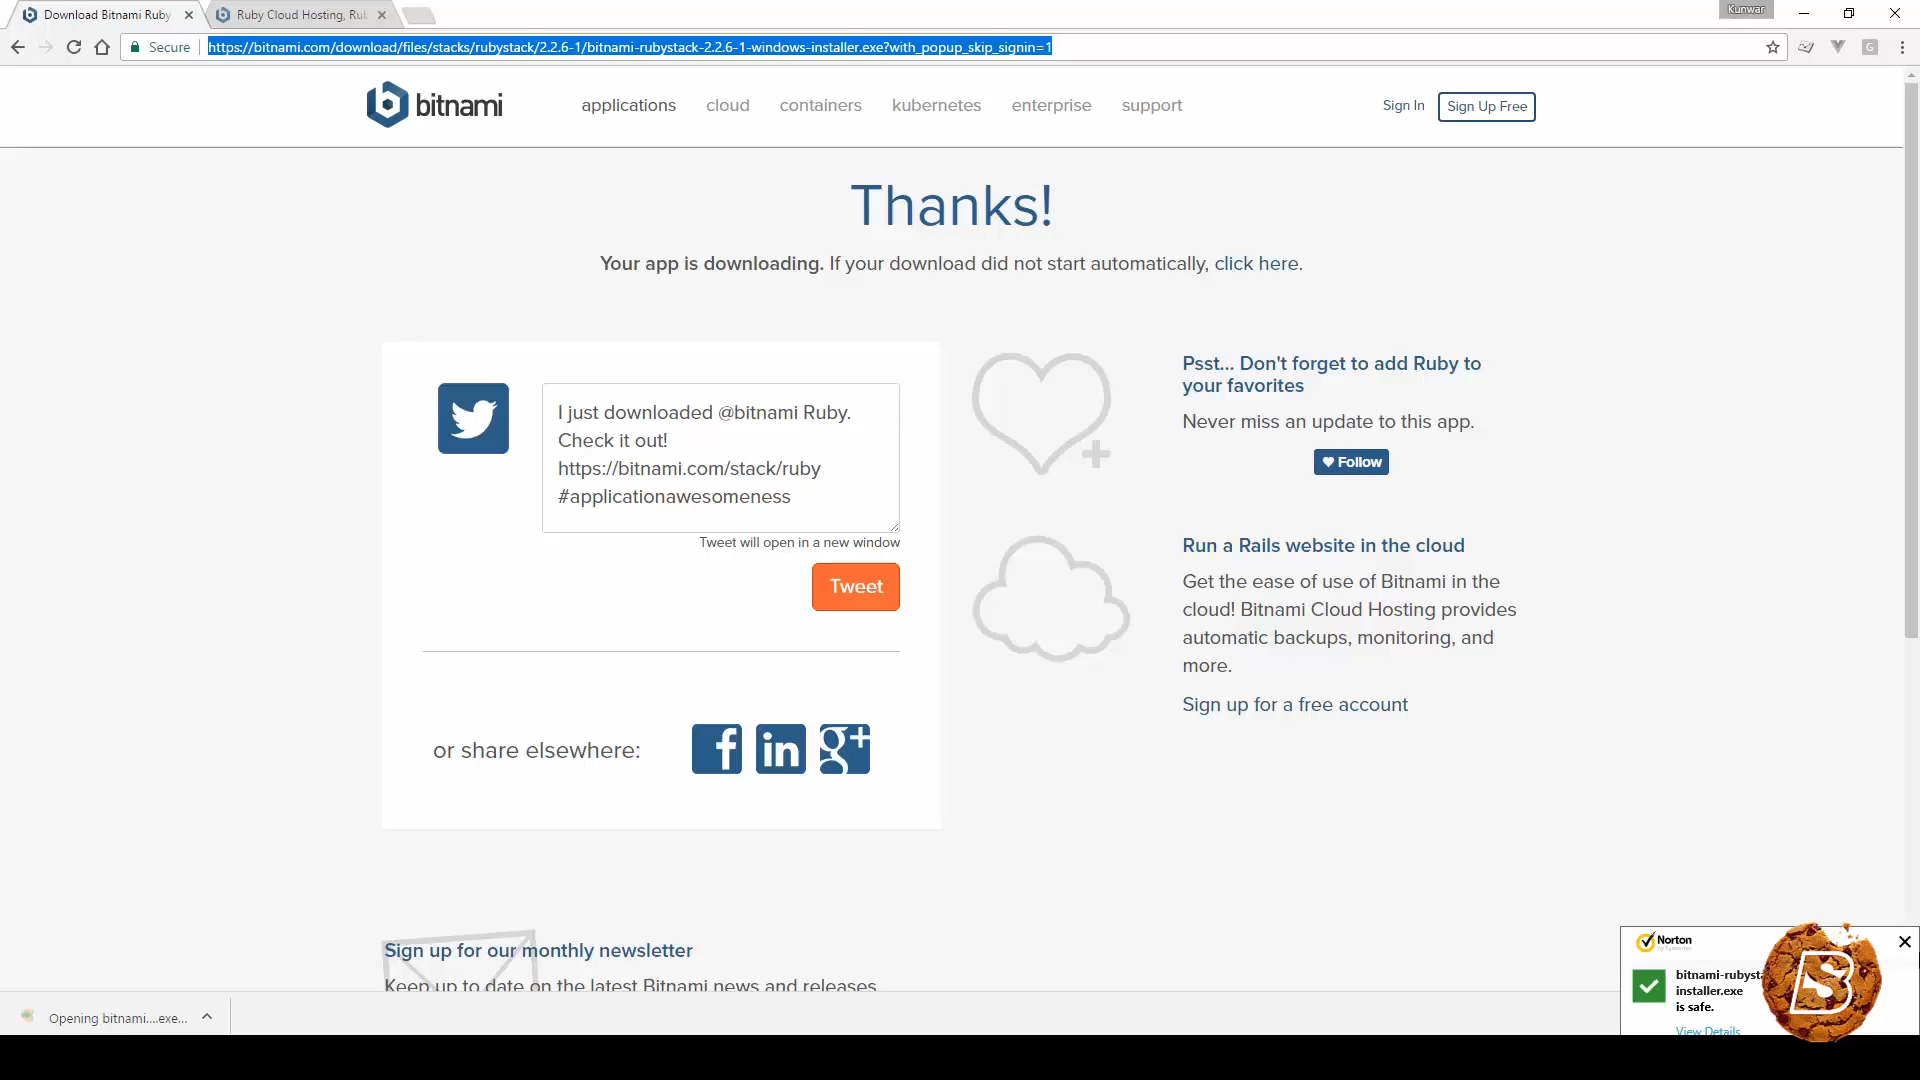 Download Bitnami Ruby
Ruby Cloud Hosting, Rub
Kunwar
Secure
https://bitnami.com/download/files/stacks/rubystack/2.2.6-1/bitnami-rubystack-2.2.6-1-windows-installer.exe?with_popup_skip_signin=1
G
bitnami
applications
cloud
containers
kubernetes
enterprise
support
Sign In
Sign Up Free
Thanks!
Your app is downloading. If your download did not start automatically, click here.
I just downloaded @bitnami Ruby.
Check it out!
https://bitnami.com/stack/ruby
#applicationawesomeness
Tweet will open in a new window
Tweet
or share elsewhere:
f
in
g+
Psst... Don't forget to add Ruby to
your favorites
Never miss an update to this app.
Follow
Run a Rails website in the cloud
Get the ease of use of Bitnami in the
cloud! Bitnami Cloud Hosting provides
automatic backups, monitoring, and
more.
Sign up for a free account
Sign up for our monthly newsletter
Keep up to date on the latest Bitnami news and releases
Opening bitnami....exe...
Norton
bitnami-rubysta
installer.exe
is safe.
View Details